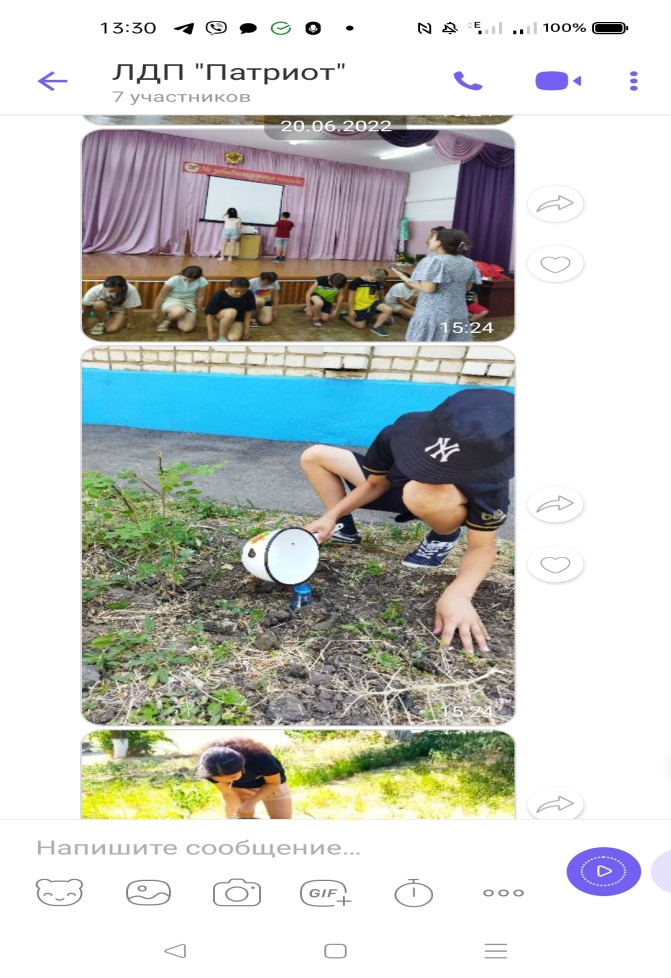 13:30
E
100%
ЛДП "Патриот"
7 участников
20.06.2022
15:24
NY
15:24
Напишите сообщение...
GIF